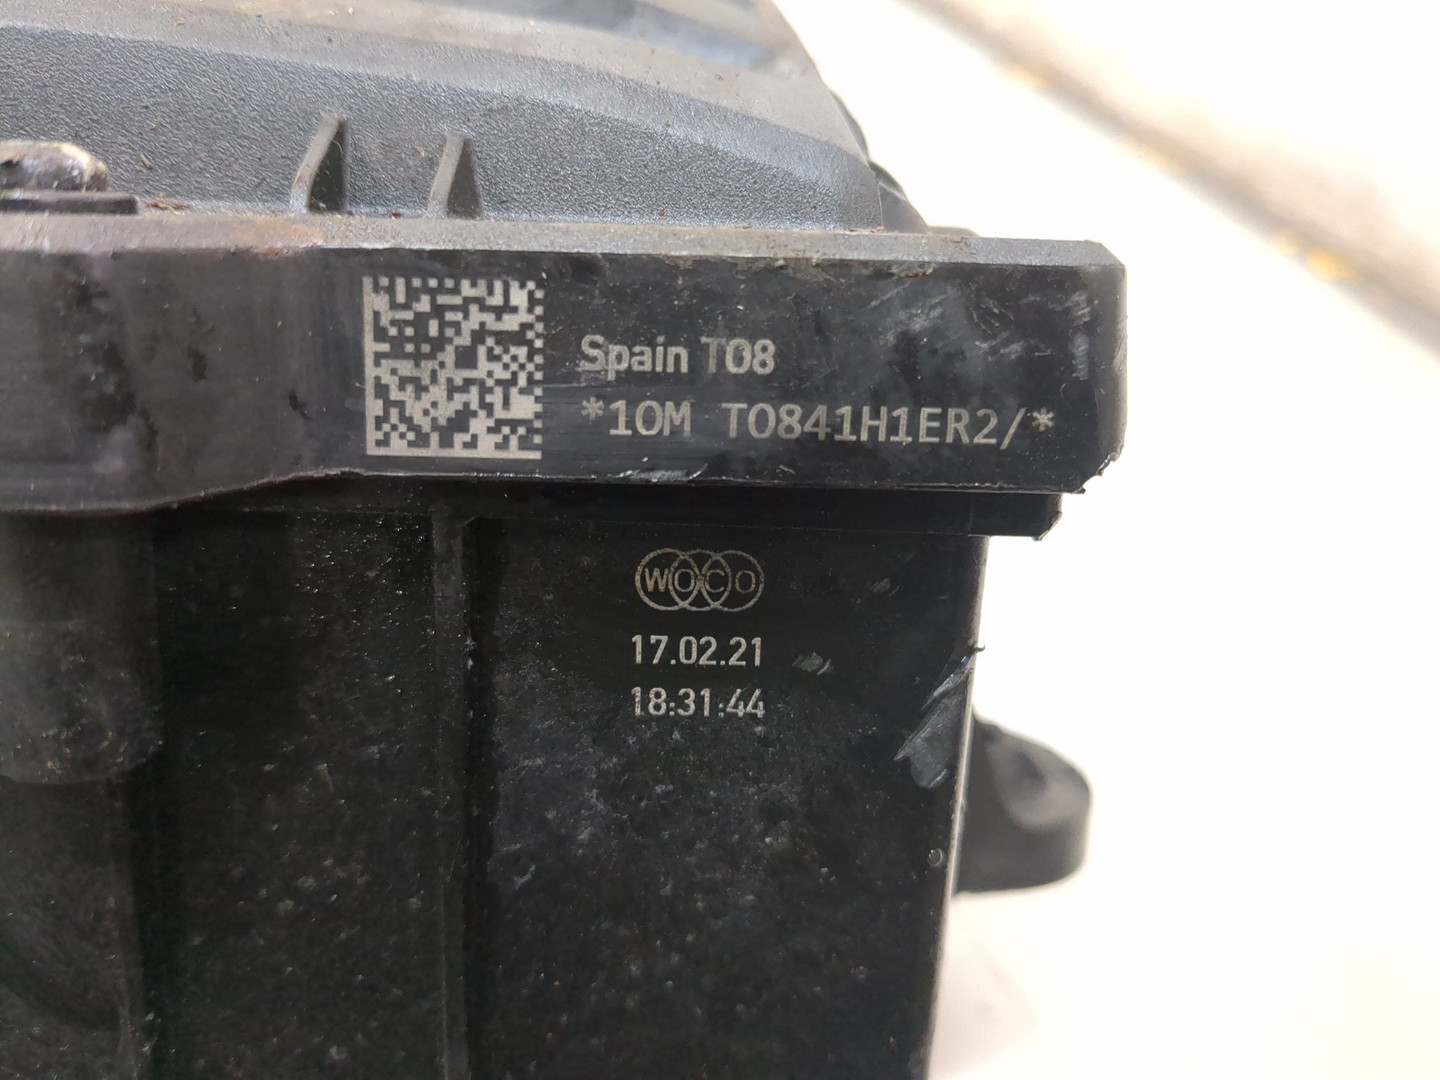 Spain T08
*10M T0841H1ER2/*
WOCO
17.02.21
18:31:44